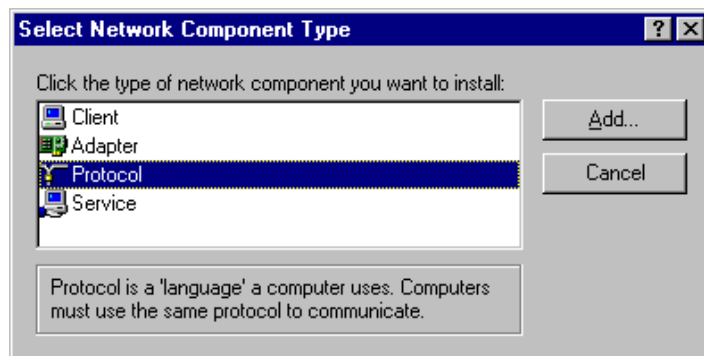 Select Network Component Type
Click the type of network component you want to install:
Client
Adapter
Protocol
Service
Add...
Cancel
Protocol is a 'language' a computer uses. Computers
must use the same protocol to communicate.